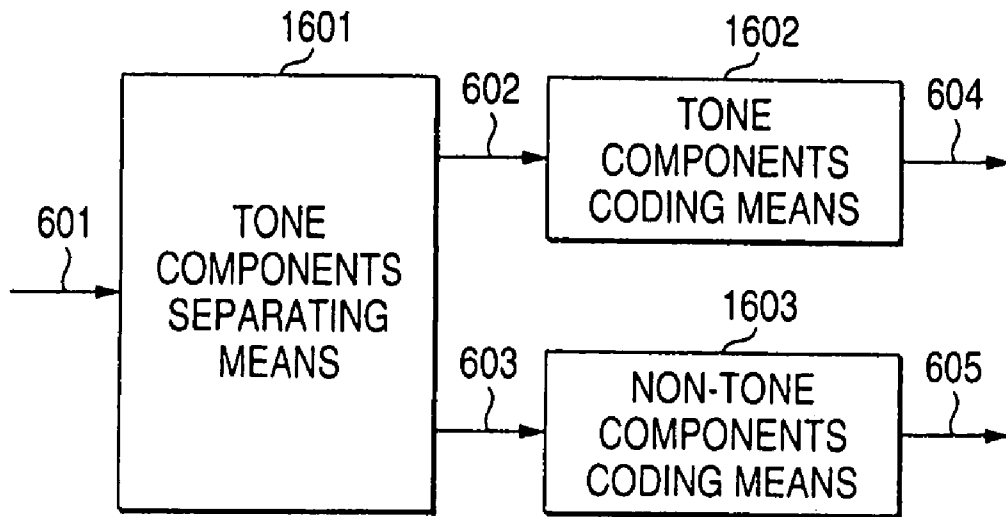 1601
1602
602
604
TONE
COMPONENTS
CODING MEANS
601
TONE
COMPONENTS
SEPARATING
MEANS
1603
603
605
NON-TONE
COMPONENTS
CODING MEANS